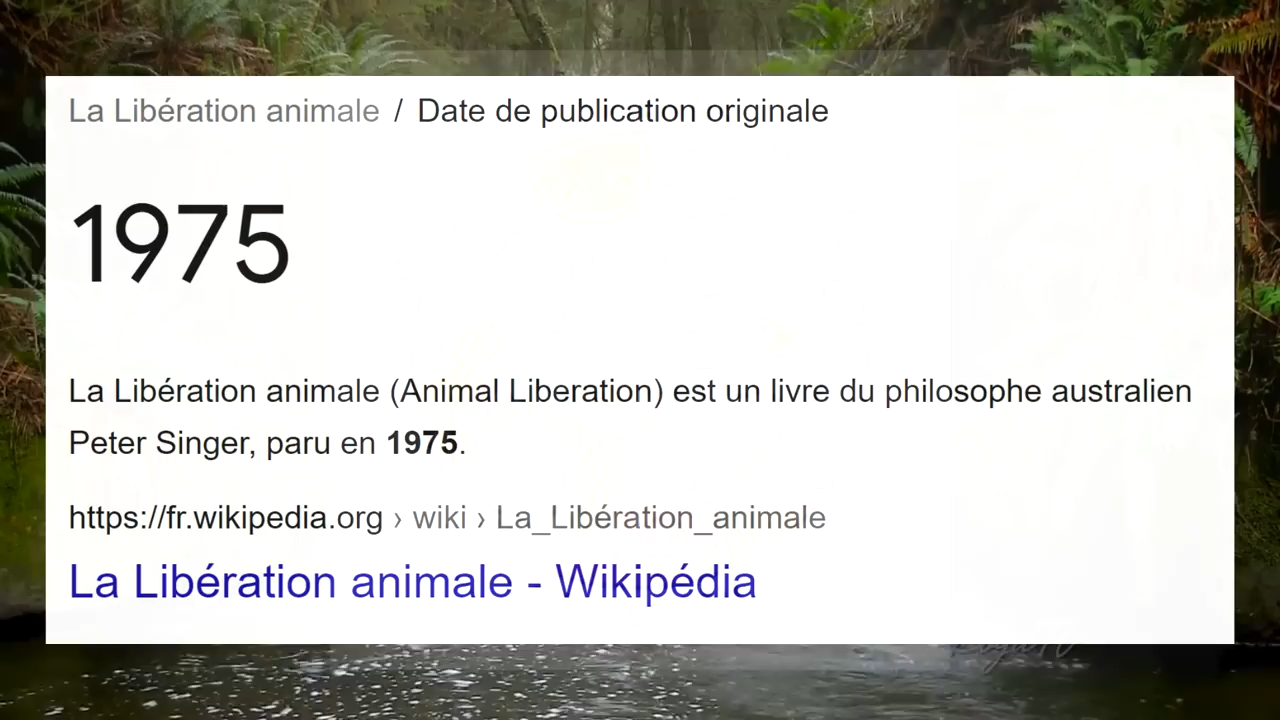 La Libération animale / Date de publication originale
1975
La Libération animale (Animal Liberation) est un livre du philosophe australien
Peter Singer, paru en 1975.
https://fr.wikipedia.org › wiki › La_Libération_animale
La Libération animale - Wikipédia